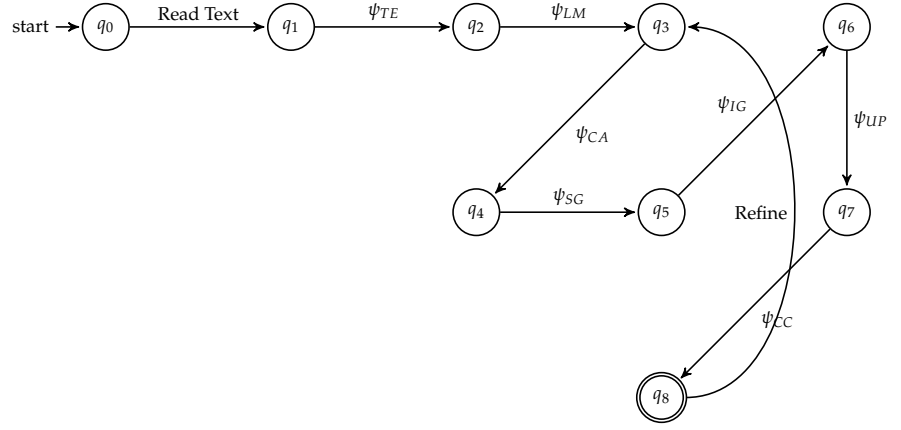 start q0 Read Text q1 ψTE q2 ψLM q3 q6
ψIG
ψUP
ψCA
q4 ψSG q5 Refine q7
ψCC
q8